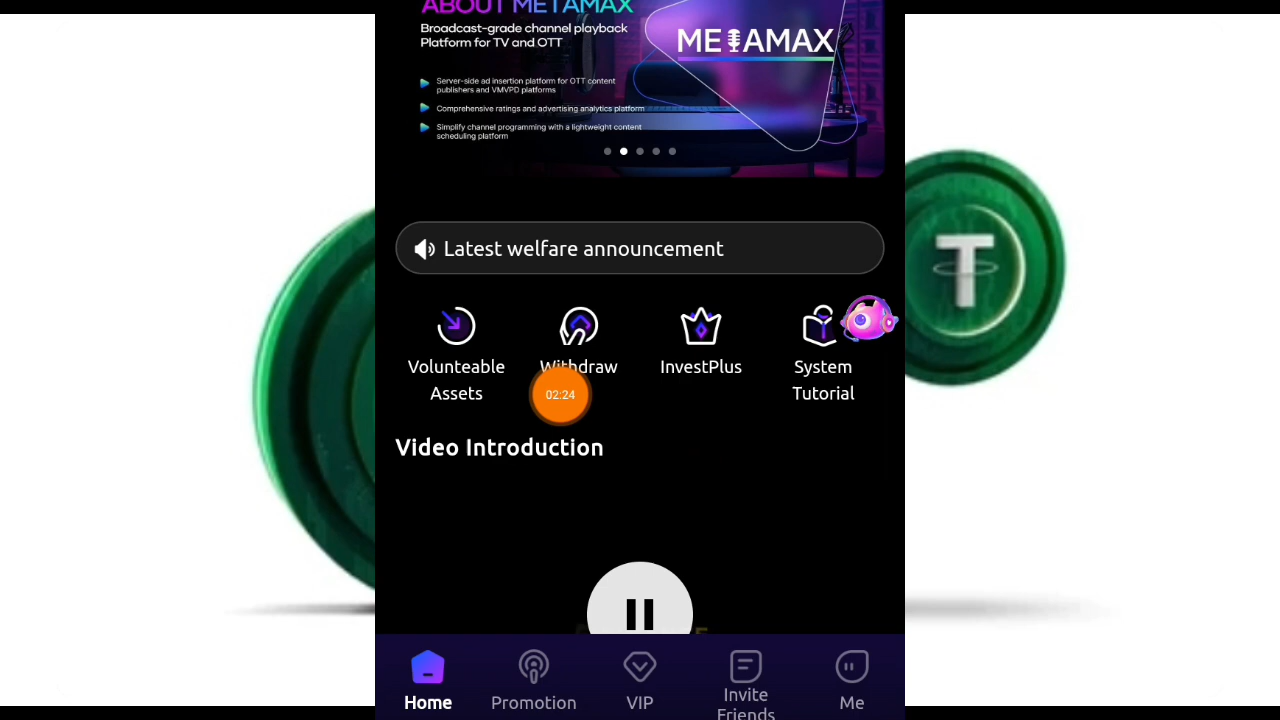 ABOUT METAMAX
Broadcast-grade channel playback
Platform for TV and OTT
METAMAX
Server-side ad insertion platform for OTT content
publishers and VMVPD platforms
Comprehensive ratings and advertising analytics platform
Simplify channel programming with a lightweight content
scheduling platform
Latest welfare announcement
Volunteable
Assets
Withdraw
InvestPlus
System
Tutorial
02:24
Video Introduction
Home
Promotion
VIP
Invite
Friends
Me